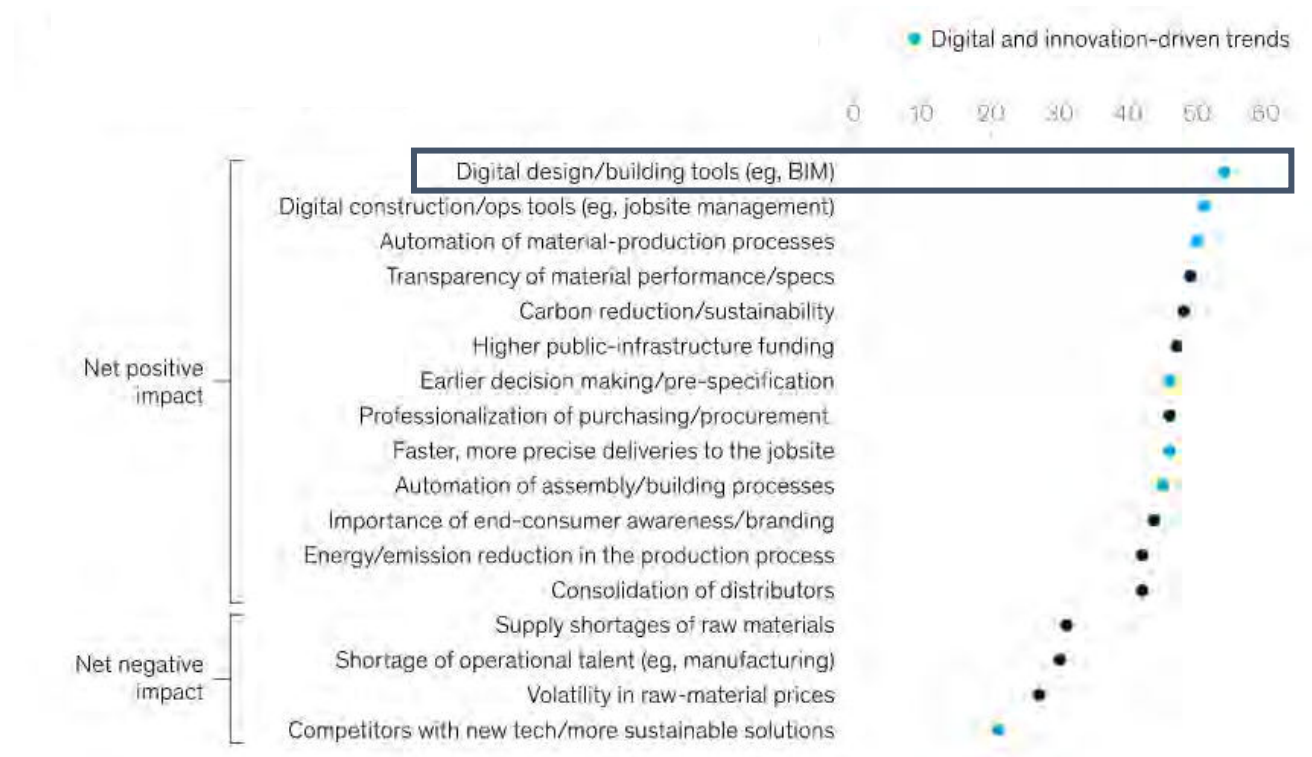 Digital and innovation-driven trends
0 10 20 30 40 50 60
Digital design/building tools (eg, BIM)
Digital construction/ops tools (eg, jobsite management)
Automation of material-production processes
Transparency of material performance/specs
Carbon reduction/sustainability
Higher public-infrastructure funding
Net positive
impact
Earlier decision making/pre-specification
Professionalization of purchasing/procurement
Faster, more precise deliveries to the jobsite
Automation of assembly/building processes
Importance of end-consumer awareness/branding
Energy/emission reduction in the production process
Consolidation of distributors
Supply shortages of raw materials
Net negative
impact
Shortage of operational talent (eg, manufacturing)
Volatility in raw-material prices
Competitors with new tech/more sustainable solutions